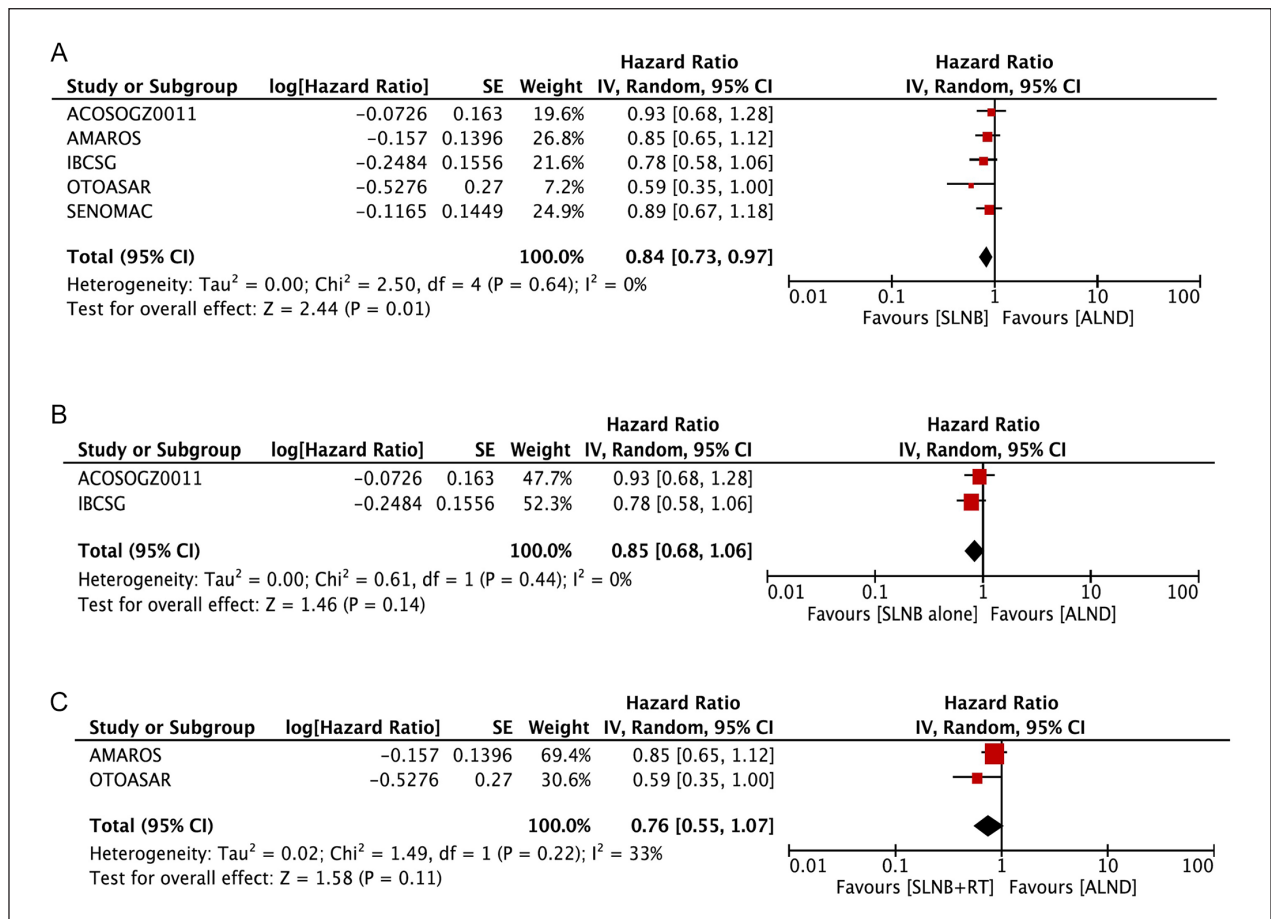 A
Hazard Ratio Hazard Ratio
Study or Subgroup log[Hazard Ratio] SE Weight IV, Random, 95% CI IV, Random, 95% CI
ACOSOGZ0011 −0.0726 0.163 19.6% 0.93 [0.68, 1.28]
AMAROS −0.157 0.1396 26.8% 0.85 [0.65, 1.12]
IBCSG −0.2484 0.1556 21.6% 0.78 [0.58, 1.06]
OTOASAR −0.5276 0.27 7.2% 0.59 [0.35, 1.00]
SENOMAC −0.1165 0.1449 24.9% 0.89 [0.67, 1.18]
Total (95% CI) 100.0% 0.84 [0.73, 0.97]
Heterogeneity: Tau² = 0.00; Chi² = 2.50, df = 4 (P = 0.64); I² = 0%
Test for overall effect: Z = 2.44 (P = 0.01)
0.01 0.1 1 10 100
Favours [SLNB] Favours [ALND]
B
Hazard Ratio Hazard Ratio
Study or Subgroup log[Hazard Ratio] SE Weight IV, Random, 95% CI IV, Random, 95% CI
ACOSOGZ0011 −0.0726 0.163 47.7% 0.93 [0.68, 1.28]
IBCSG −0.2484 0.1556 52.3% 0.78 [0.58, 1.06]
Total (95% CI) 100.0% 0.85 [0.68, 1.06]
Heterogeneity: Tau² = 0.00; Chi² = 0.61, df = 1 (P = 0.44); I² = 0%
Test for overall effect: Z = 1.46 (P = 0.14)
0.01 0.1 1 10 100
Favours [SLNB alone] Favours [ALND]
C
Hazard Ratio Hazard Ratio
Study or Subgroup log[Hazard Ratio] SE Weight IV, Random, 95% CI IV, Random, 95% CI
AMAROS −0.157 0.1396 69.4% 0.85 [0.65, 1.12]
OTOASAR −0.5276 0.27 30.6% 0.59 [0.35, 1.00]
Total (95% CI) 100.0% 0.76 [0.55, 1.07]
Heterogeneity: Tau² = 0.02; Chi² = 1.49, df = 1 (P = 0.22); I² = 33%
Test for overall effect: Z = 1.58 (P = 0.11)
0.01 0.1 1 10 100
Favours [SLNB+RT] Favours [ALND]